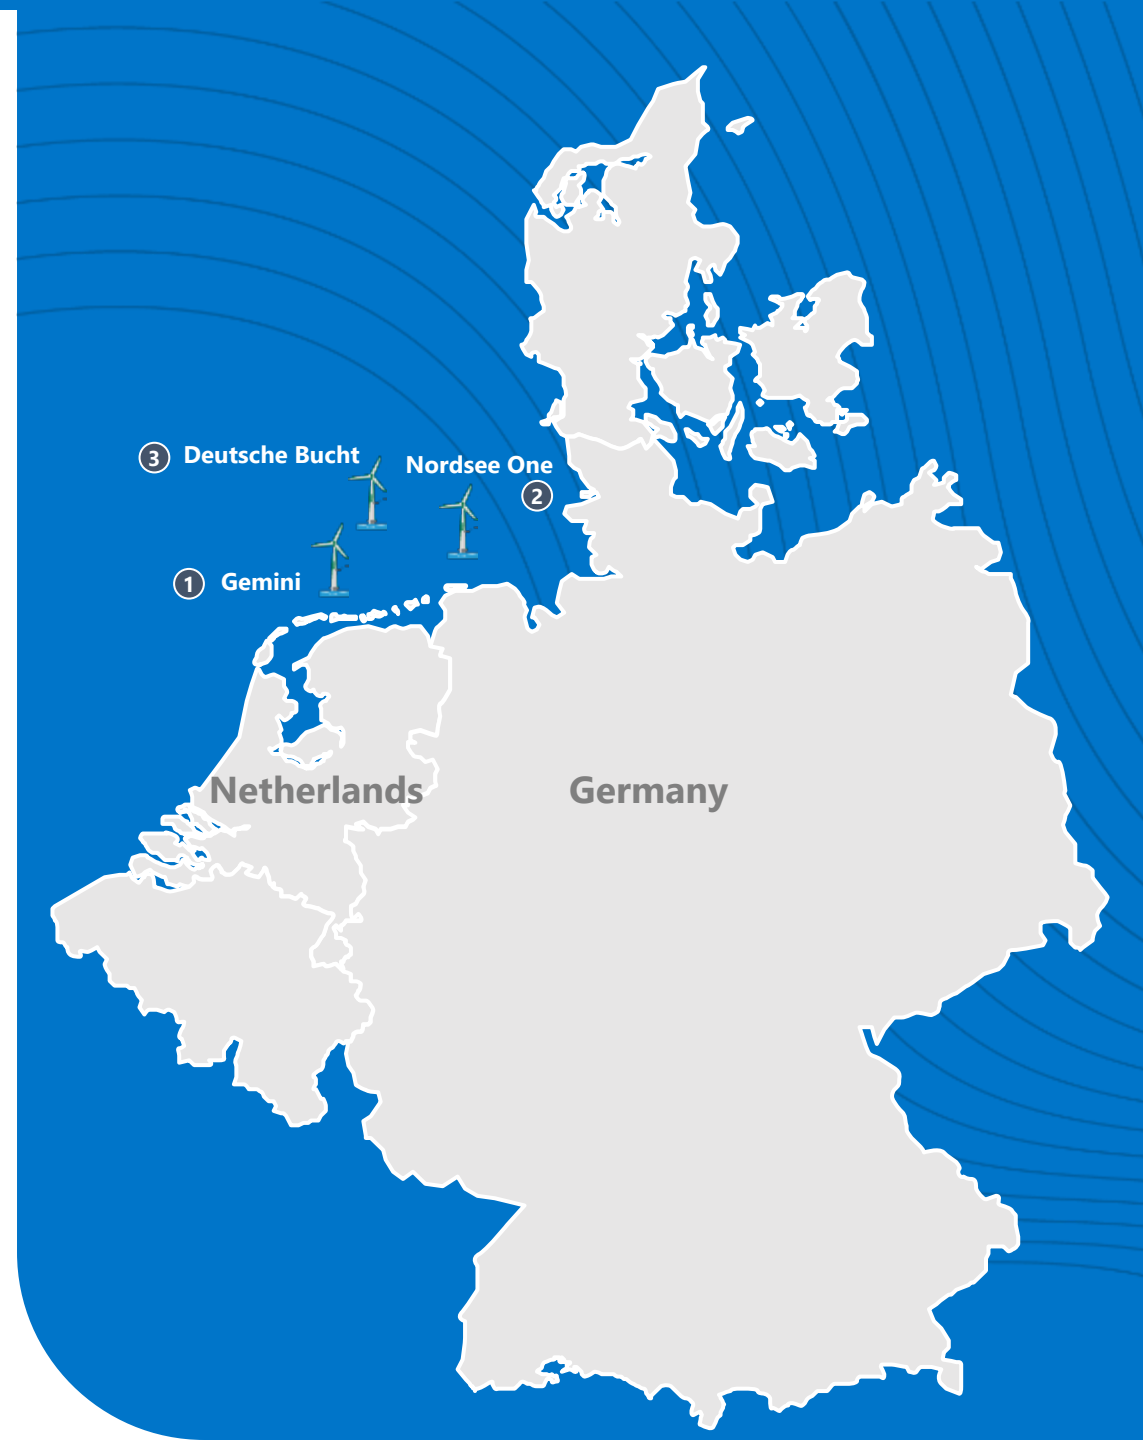 3 Deutsche Bucht
Nordsee One
2
1 Gemini
Netherlands
Germany